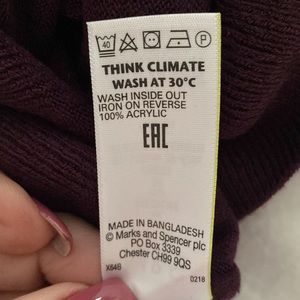 40 P
THINK CLIMATE
WASH AT 30°C
WASH INSIDE OUT
IRON ON REVERSE
100% ACRYLIC
EAC
MADE IN BANGLADESH
© Marks and Spencer plc
PO Box 3339
Chester CH99 9QS
X649 0218